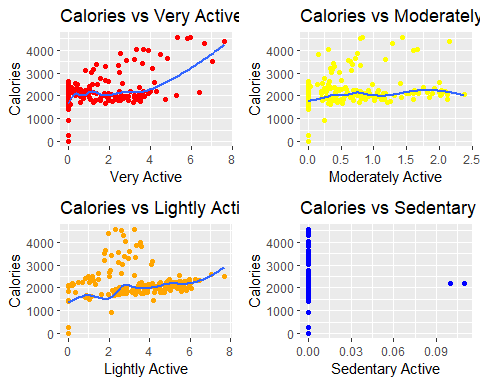 Calories vs Very Active
Calories
4000
3000
2000
1000
0
0 2 4 6 8
Very Active
Calories vs Moderately
Calories
4000
3000
2000
1000
0
0.0 0.5 1.0 1.5 2.0 2.5
Moderately Active
Calories vs Lightly Acti
Calories
4000
3000
2000
1000
0
0 2 4 6 8
Lightly Active
Calories vs Sedentary
Calories
4000
3000
2000
1000
0
0.00 0.03 0.06 0.09
Sedentary Active